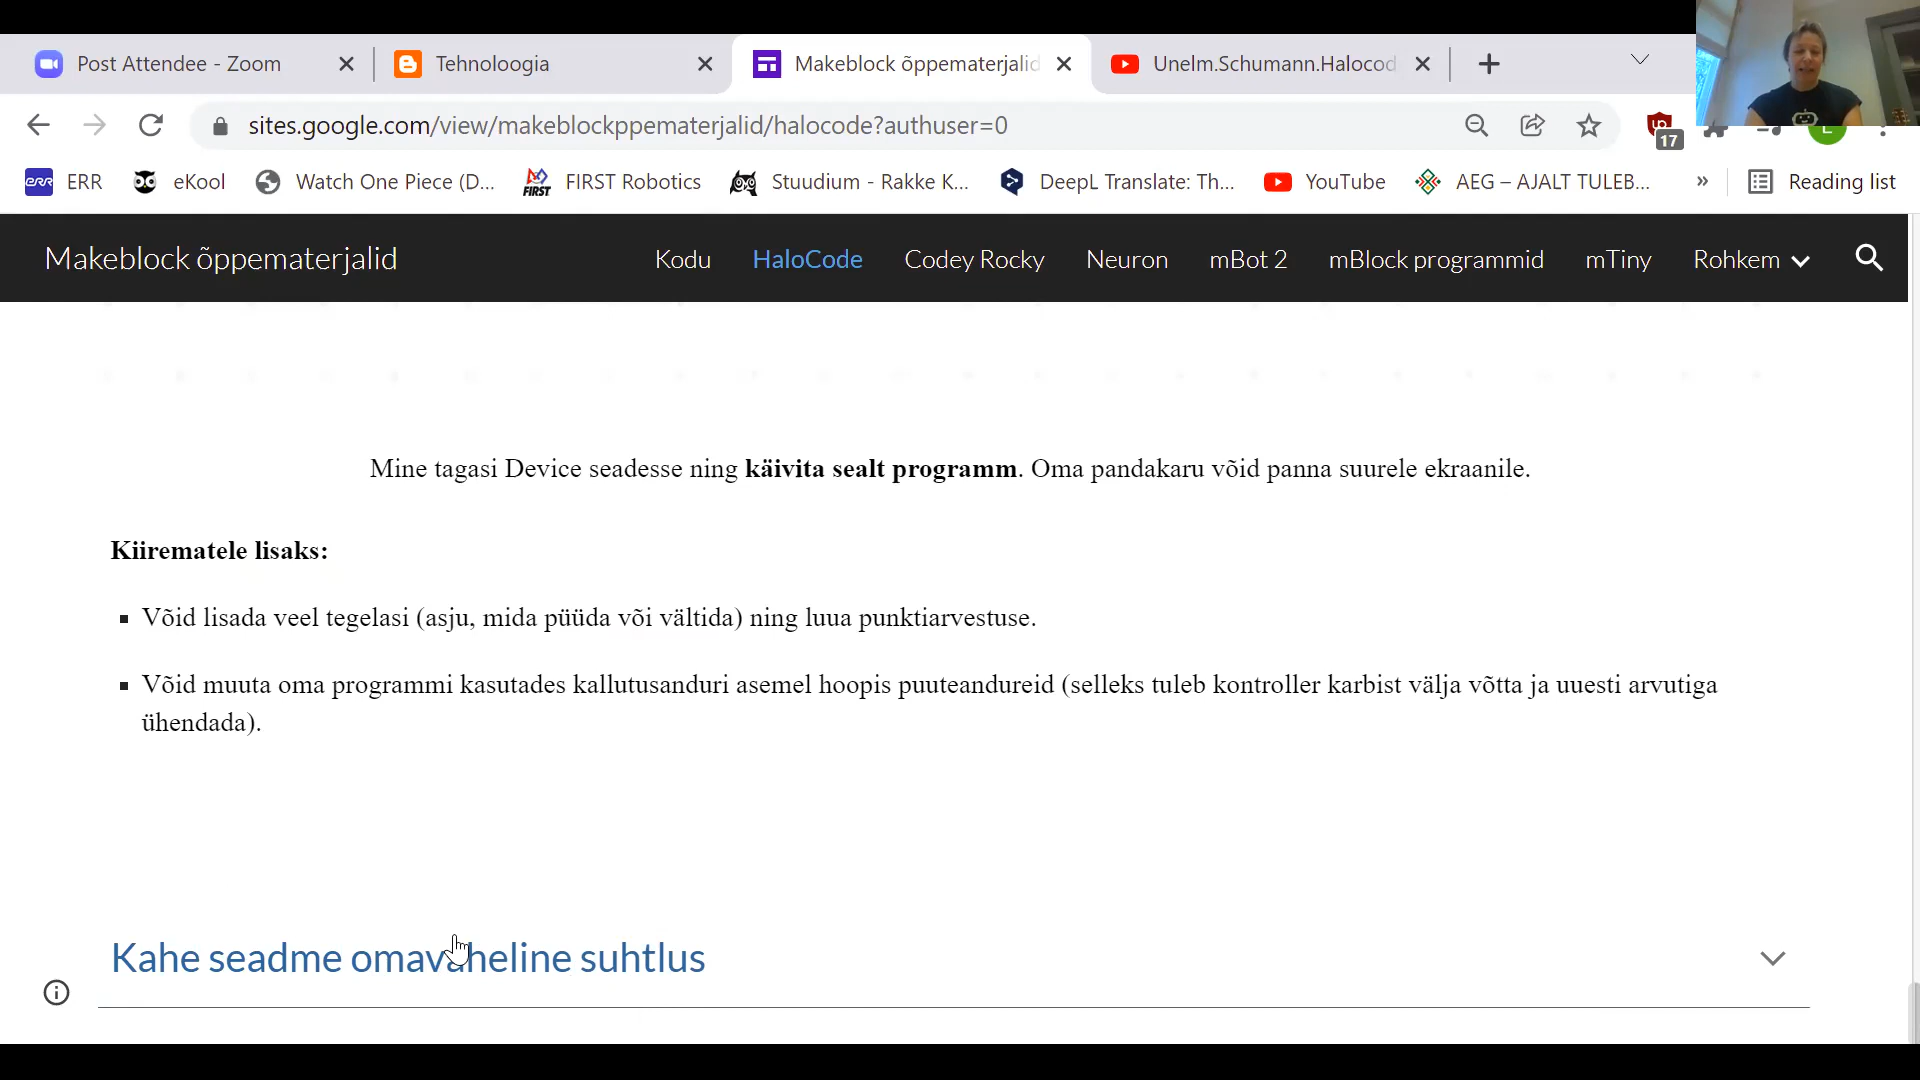 Post Attendee - Zoom
Tehnoloogia
Makeblock õppematerjalid
Unelm.Schumann.Halocod
sites.google.com/view/makeblockppematerjalid/halocode?authuser=0
17
ERR
eKool
Watch One Piece (D...
FIRST
FIRST Robotics
Stuudium - Rakke K...
DeepL Translate: Th...
YouTube
AEG – AJALT TULEB...
»
Reading list
Makeblock õppematerjalid
Kodu
HaloCode
Codey Rocky
Neuron
mBot 2
mBlock programmid
mTiny
Rohkem
Mine tagasi Device seadesse ning käivita sealt programm. Oma pandakaru võid panna suurele ekraanile.
Kiirematele lisaks:
Võid lisada veel tegelasi (asju, mida püüda või vältida) ning luua punktiarvestuse.
Võid muuta oma programmi kasutades kallutusanduri asemel hoopis puuteandureid (selleks tuleb kontroller karbist välja võtta ja uuesti arvutiga
ühendada).
Kahe seadme omavaheline suhtlus